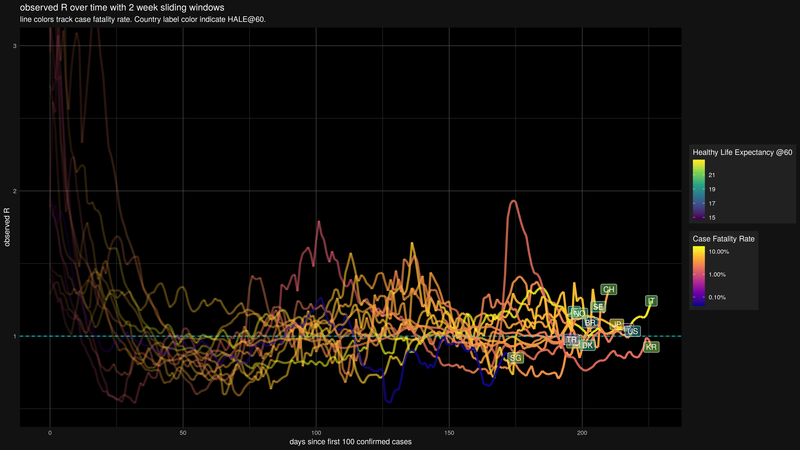 observed R over time with 2 week sliding windows
line colors track case fatality rate. Country label color indicate HALE@60.
3
2
1
observed R
0
50
100
150
200
days since first 100 confirmed cases
CH
IT
SE
NO
BR
JP
US
TR
DK
KR
SG
Healthy Life Expectancy @60
21
19
17
15
Case Fatality Rate
10.00%
1.00%
0.10%